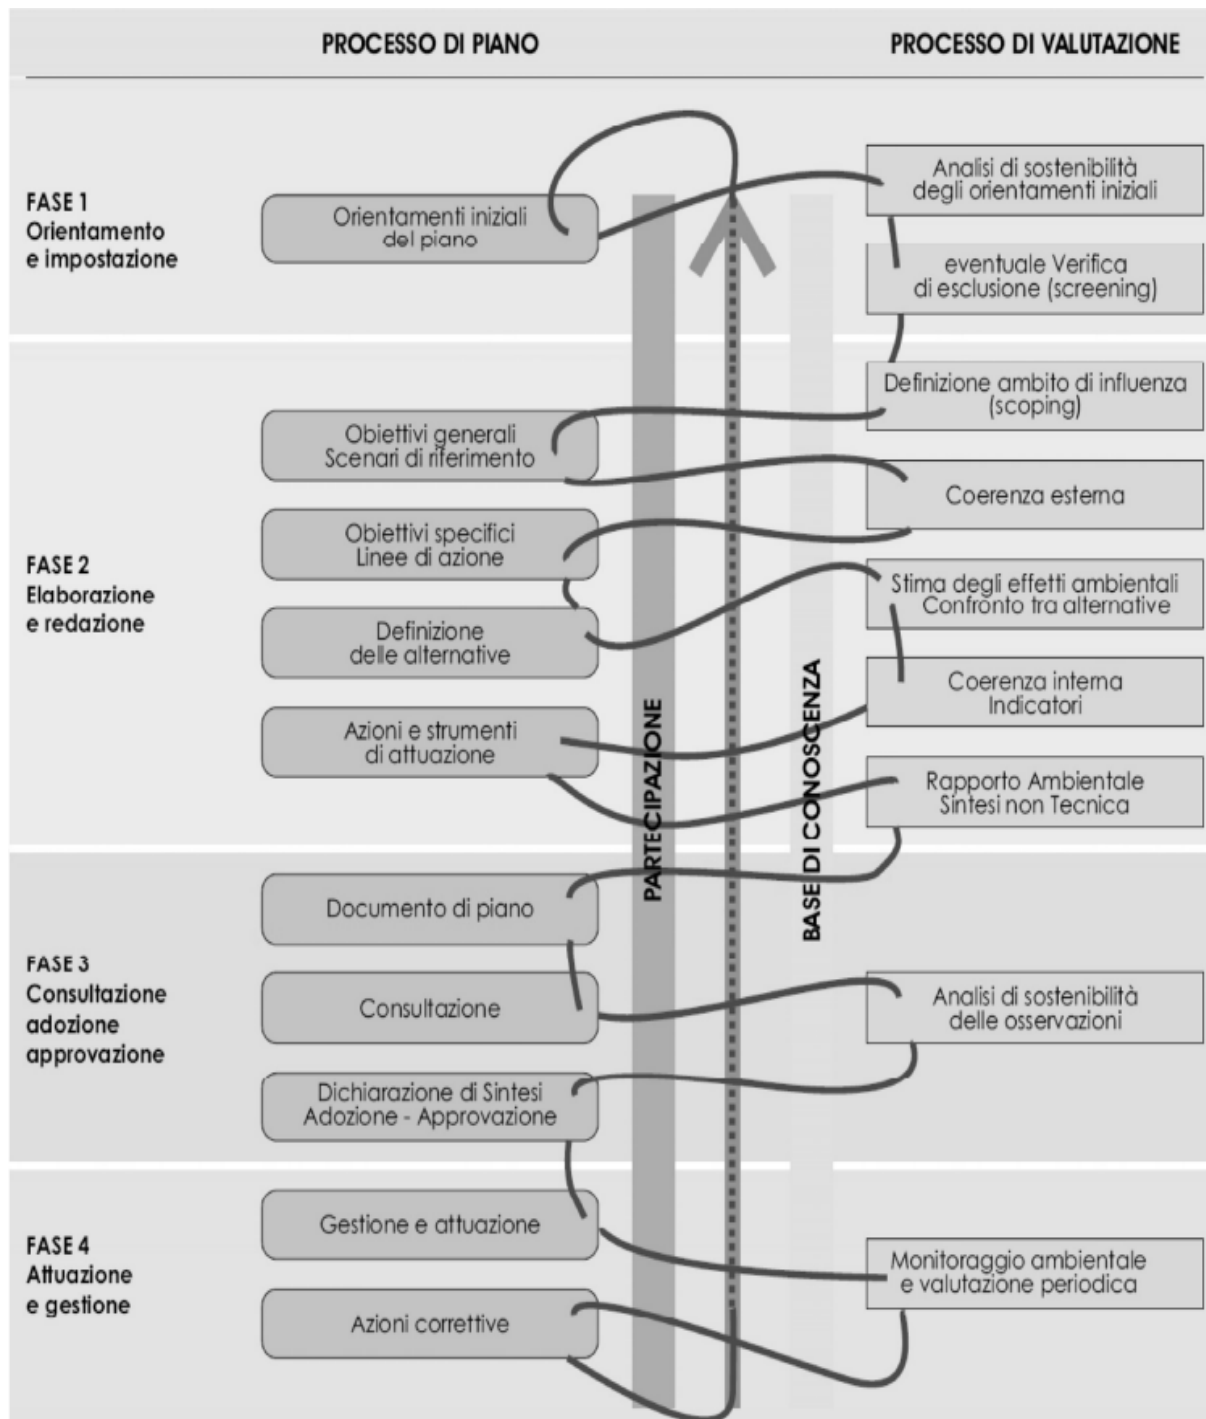 PROCESSO DI PIANO
PROCESSO DI VALUTAZIONE
FASE 1
Orientamento
e impostazione
Orientamenti iniziali
del piano
Analisi di sostenibilità
degli orientamenti iniziali
eventuale Verifica
di esclusione (screening)
FASE 2
Elaborazione
e redazione
Obiettivi generali
Scenari di riferimento
Obiettivi specifici
Linee di azione
Definizione
delle alternative
Azioni e strumenti
di attuazione
Definizione ambito di influenza
(scoping)
Coerenza esterna
Stima degli effetti ambientali
Confronto tra alternative
Coerenza interna
Indicatori
Rapporto Ambientale
Sintesi non Tecnica
PARTECIPAZIONE
BASE DI CONOSCENZA
FASE 3
Consultazione
adozione
approvazione
Documento di piano
Consultazione
Dichiarazione di Sintesi
Adozione - Approvazione
Analisi di sostenibilità
delle osservazioni
FASE 4
Attuazione
e gestione
Gestione e attuazione
Azioni correttive
Monitoraggio ambientale
e valutazione periodica